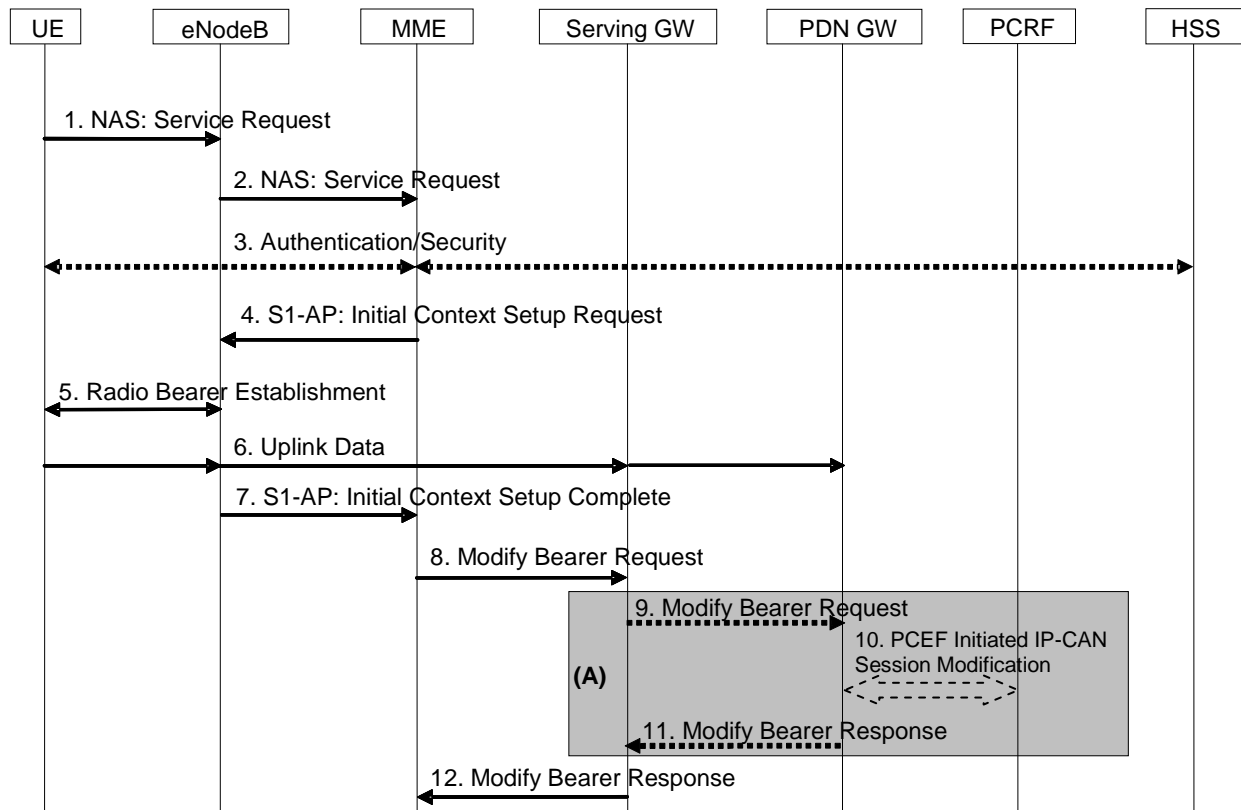 UE eNodeB MME Serving GW PDN GW PCRF HSS
1. NAS: Service Request
2. NAS: Service Request
3. Authentication/Security
4. S1-AP: Initial Context Setup Request
5. Radio Bearer Establishment
6. Uplink Data
7. S1-AP: Initial Context Setup Complete
8. Modify Bearer Request
9. Modify Bearer Request
10. PCEF Initiated IP-CAN
Session Modification
(A)
11. Modify Bearer Response
12. Modify Bearer Response